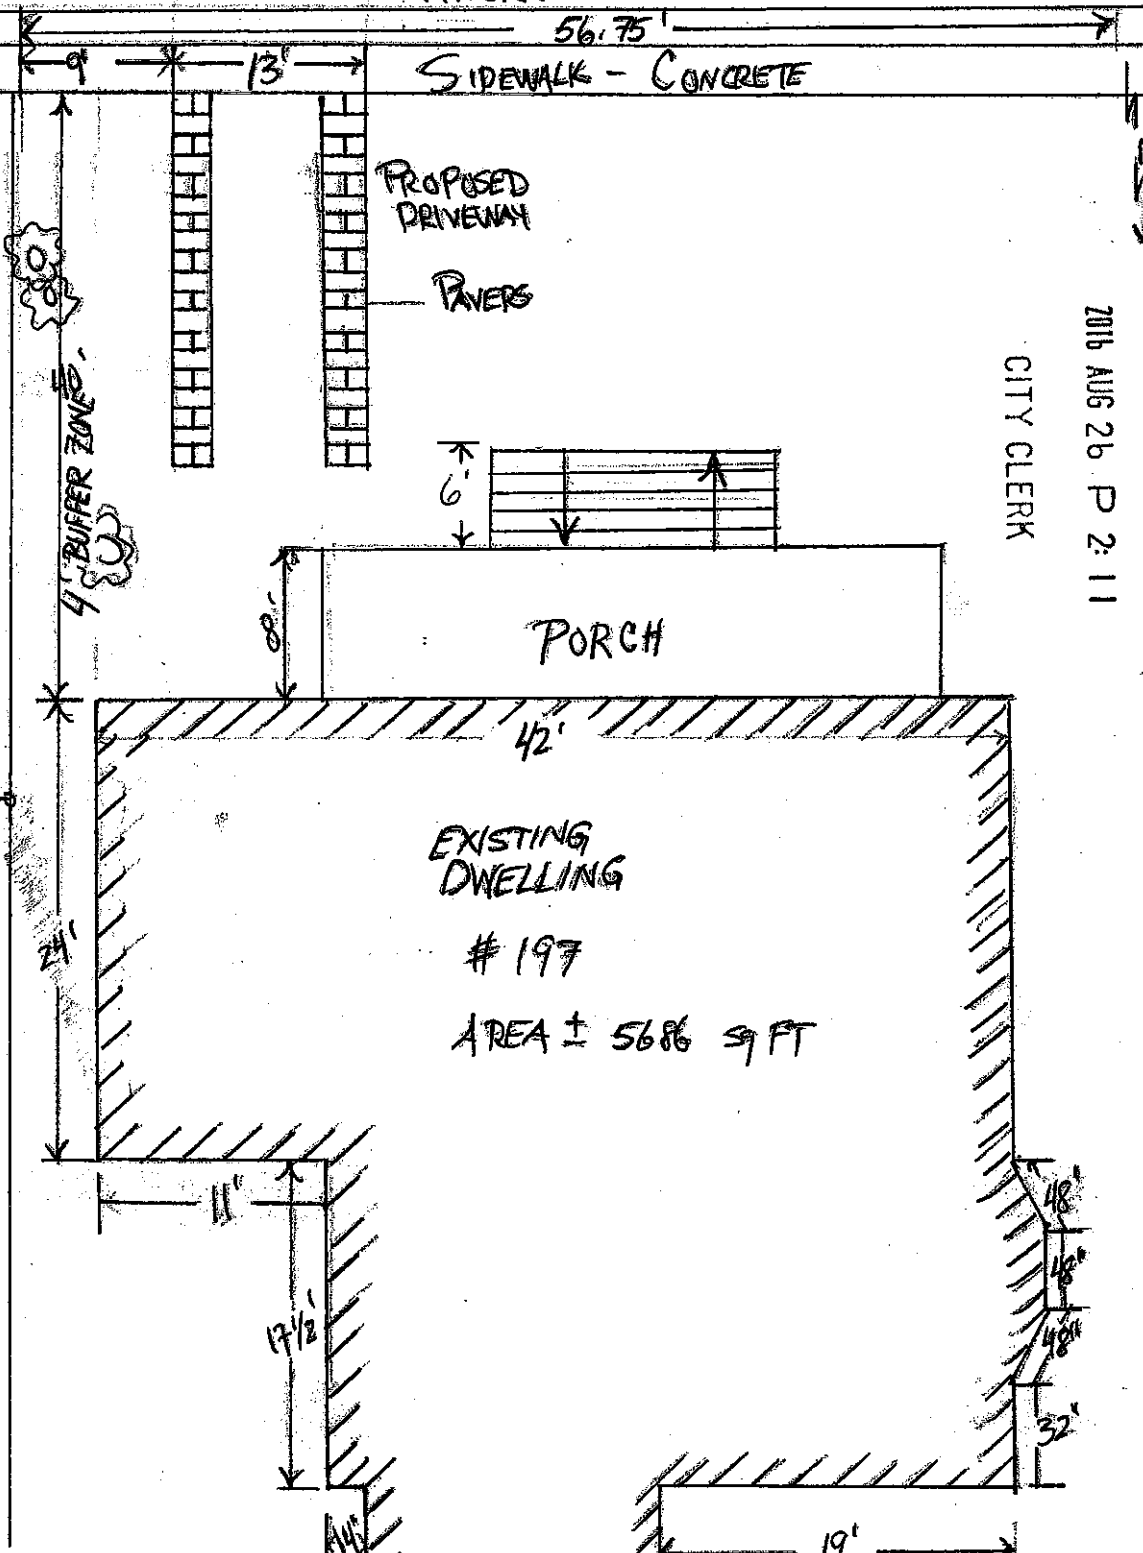 56.75'
9'
13'
SIDEWALK - CONCRETE
PROPOSED
DRIVEWAY
PAVERS
4' BUFFER ZONE
6'
8'
PORCH
2016 AUG 26 P 2:11
CITY CLERK
42'
EXISTING
DWELLING
# 197
AREA ± 5686 SQ FT
24'
11'
17 1/2'
48"
48"
48"
32"
19'